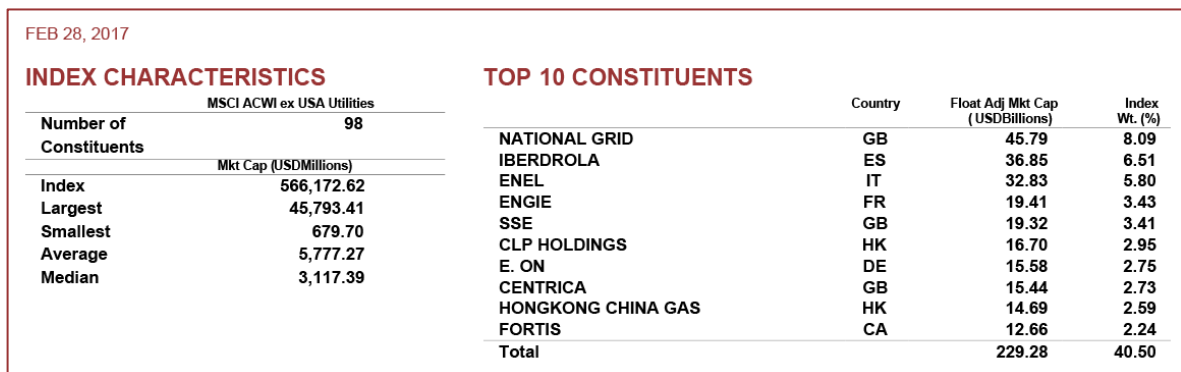 FEB 28, 2017
INDEX CHARACTERISTICS
MSCI ACWI ex USA Utilities
Number of Constituents 98
Mkt Cap (USDMillions)
Index 566,172.62
Largest 45,793.41
Smallest 679.70
Average 5,777.27
Median 3,117.39
TOP 10 CONSTITUENTS
Country Float Adj Mkt Cap (USDBillions) Index Wt. (%)
NATIONAL GRID GB 45.79 8.09
IBERDROLA ES 36.85 6.51
ENEL IT 32.83 5.80
ENGIE FR 19.41 3.43
SSE GB 19.32 3.41
CLP HOLDINGS HK 16.70 2.95
E. ON DE 15.58 2.75
CENTRICA GB 15.44 2.73
HONGKONG CHINA GAS HK 14.69 2.59
FORTIS CA 12.66 2.24
Total 229.28 40.50